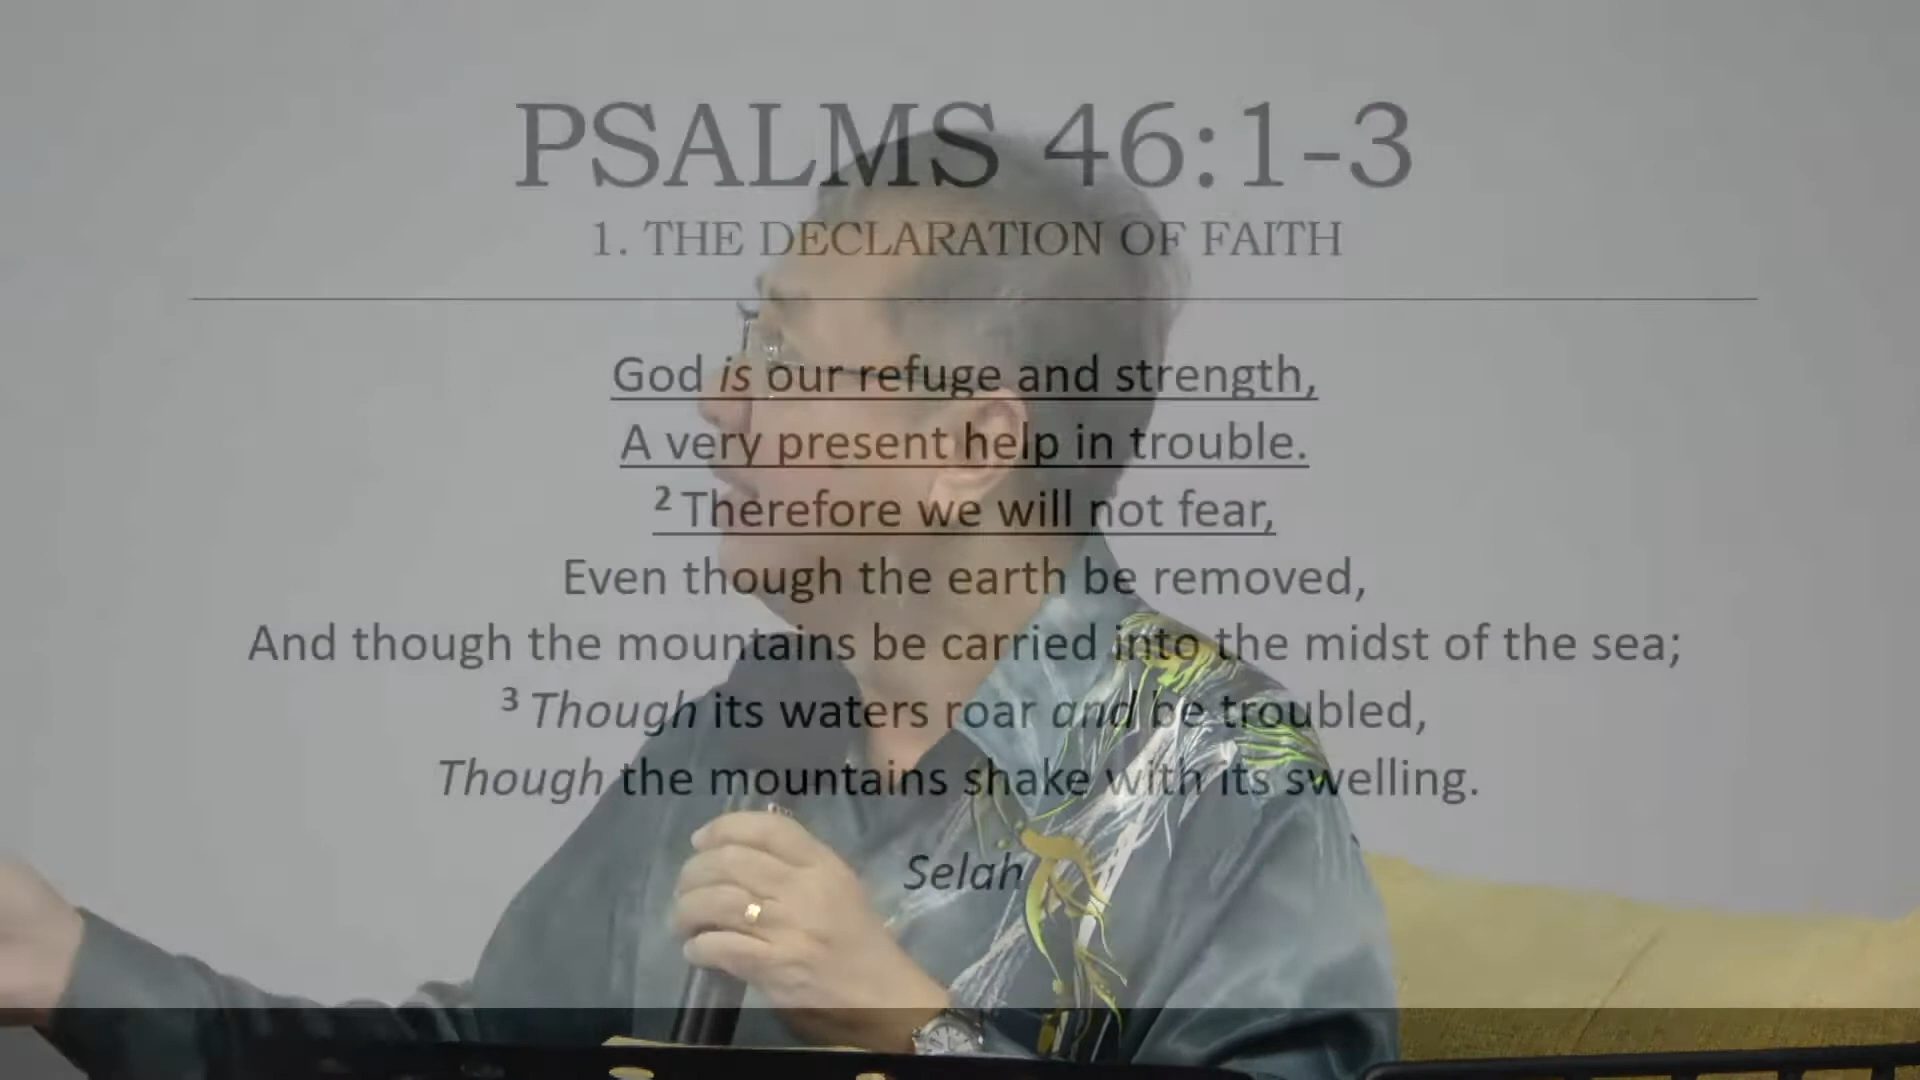 PSALMS 46:1-3
1. THE DECLARATION OF FAITH
God is our refuge and strength,
A very present help in trouble.
2 Therefore we will not fear,
Even though the earth be removed,
And though the mountains be carried into the midst of the sea;
3 Though its waters roar and be troubled,
Though the mountains shake with its swelling.
Selah